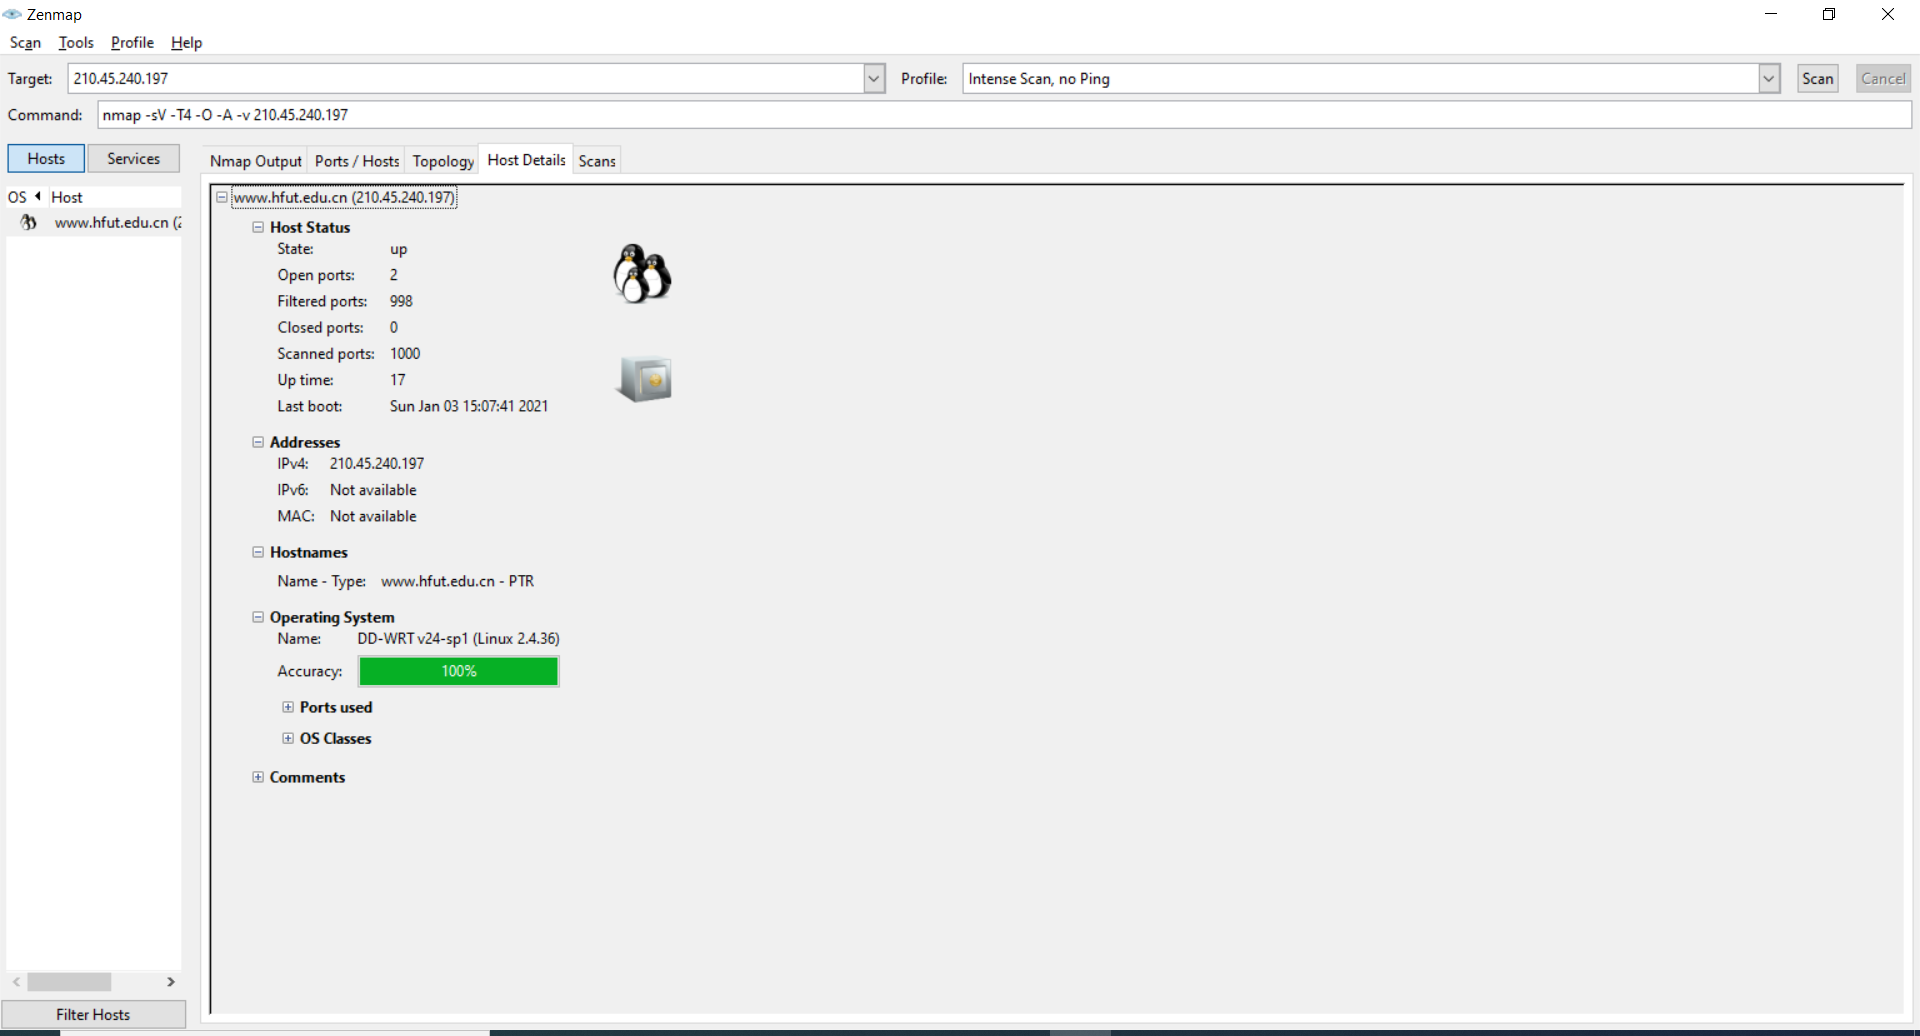 Zenmap
Scan Tools Profile Help
Target: 210.45.240.197 Profile: Intense Scan, no Ping Scan Cancel
Command: nmap -sV -T4 -O -A -v 210.45.240.197
Hosts Services
Nmap Output Ports / Hosts Topology Host Details Scans
OS Host
www.hfut.edu.cn (2
www.hfut.edu.cn (210.45.240.197)
Host Status
State: up
Open ports: 2
Filtered ports: 998
Closed ports: 0
Scanned ports: 1000
Up time: 17
Last boot: Sun Jan 03 15:07:41 2021
Addresses
IPv4: 210.45.240.197
IPv6: Not available
MAC: Not available
Hostnames
Name - Type: www.hfut.edu.cn - PTR
Operating System
Name: DD-WRT v24-sp1 (Linux 2.4.36)
Accuracy: 100%
Ports used
OS Classes
Comments
Filter Hosts